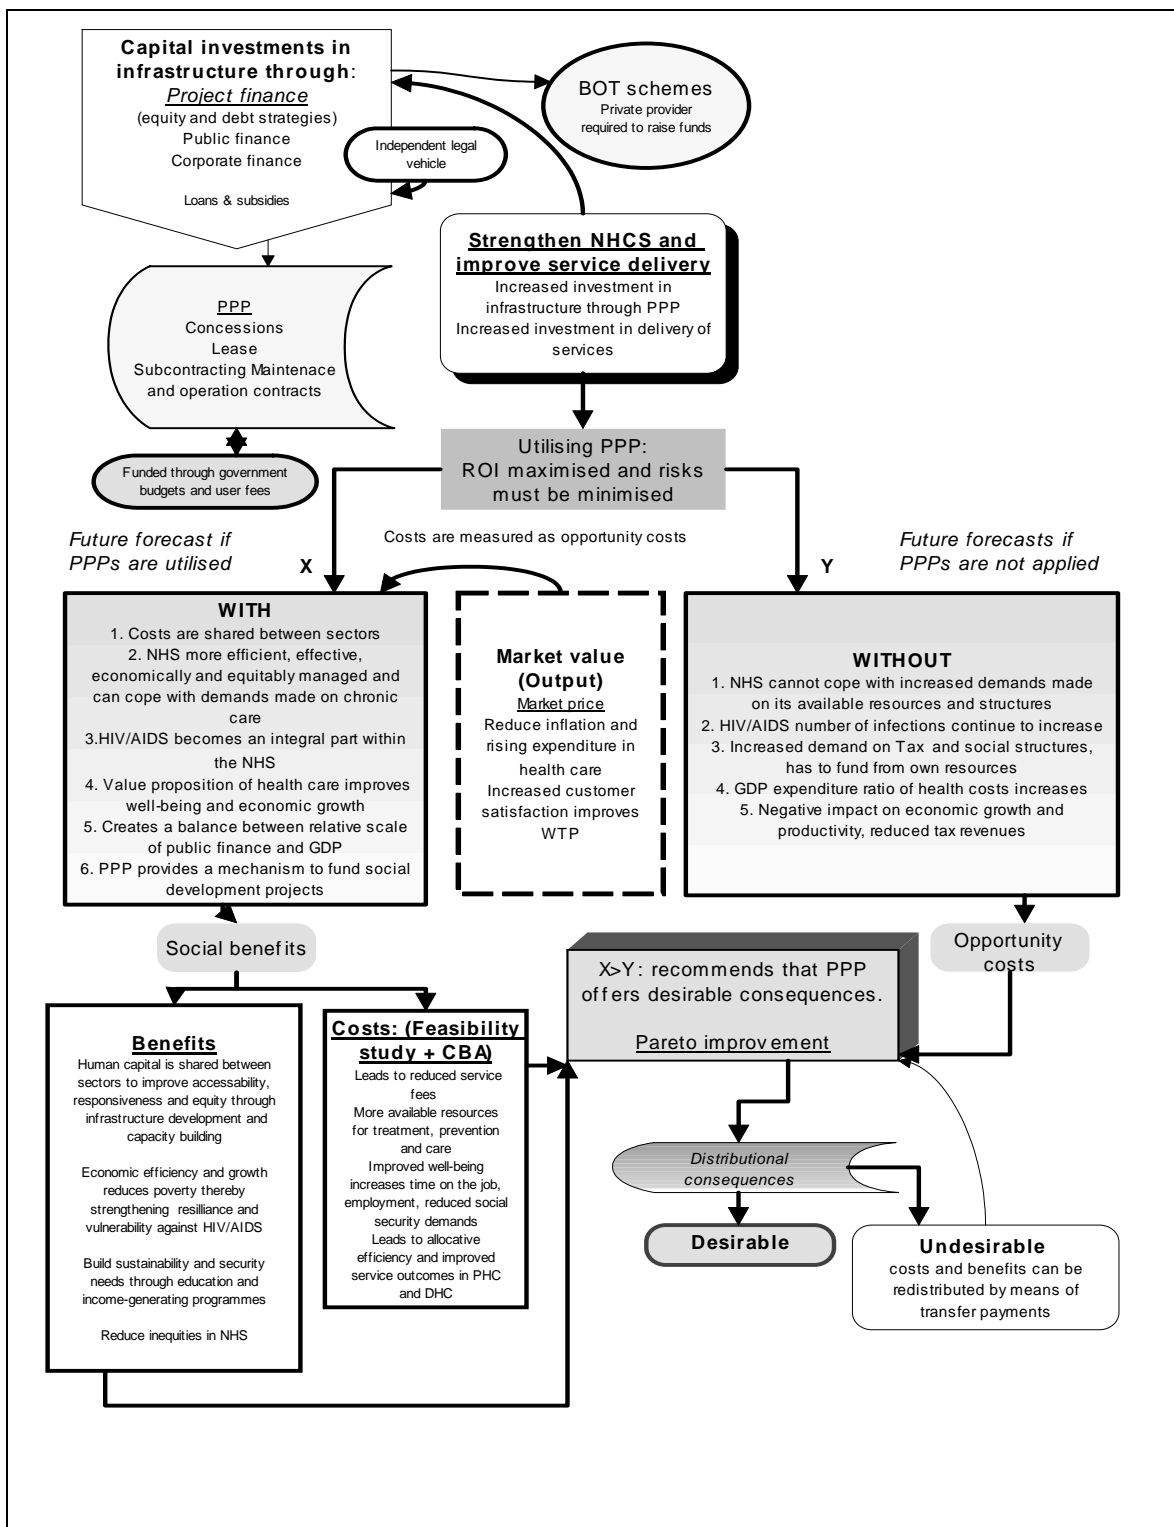 Capital investments in
infrastructure through:
Project finance
(equity and debt strategies)
Public finance
Corporate finance
Loans & subsidies
Independent legal
vehicle
BOT schemes
Private provider
required to raise funds
Strengthen NHCS and
improve service delivery
Increased investment in
infrastructure through PPP
Increased investment in delivery of
services
PPP
Concessions
Lease
Subcontracting Maintenace
and operation contracts
Funded through government
budgets and user fees
Utilising PPP:
ROI maximised and risks
must be minimised
Future forecast if
PPPs are utilised
X
Costs are measured as opportunity costs
Y
Future forecasts if
PPPs are not applied
WITH
1. Costs are shared between sectors
2. NHS more efficient, effective,
economically and equitably managed and
can cope with demands made on chronic
care
3.HIV/AIDS becomes an integral part within
the NHS
4. Value proposition of health care improves
well-being and economic growth
5. Creates a balance between relative scale
of public finance and GDP
6. PPP provides a mechanism to fund social
development projects
Market value
(Output)
Market price
Reduce inflation and
rising expenditure in
health care
Increased customer
satisfaction improves
WTP
WITHOUT
1. NHS cannot cope with increased demands made
on its available resources and structures
2. HIV/AIDS number of infections continue to increase
3. Increased demand on Tax and social structures,
has to fund from own resources
4. GDP expenditure ratio of health costs increases
5. Negative impact on economic growth and
productivity, reduced tax revenues
Social benefits
Opportunity
costs
X>Y: recommends that PPP
offers desirable consequences.
Pareto improvement
Benefits
Human capital is shared between
sectors to improve accessability,
responsiveness and equity through
infrastructure development and
capacity building
Economic efficiency and growth
reduces poverty thereby
strengthening resilliance and
vulnerability against HIV/AIDS
Build sustainability and security
needs through education and
income-generating programmes
Reduce inequities in NHS
Costs: (Feasibility
study + CBA)
Leads to reduced service
fees
More available resources
for treatment, prevention
and care
Improved well-being
increases time on the job,
employment, reduced social
security demands
Leads to allocative
efficiency and improved
service outcomes in PHC
and DHC
Distributional
consequences
Desirable
Undesirable
costs and benefits can be
redistributed by means of
transfer payments